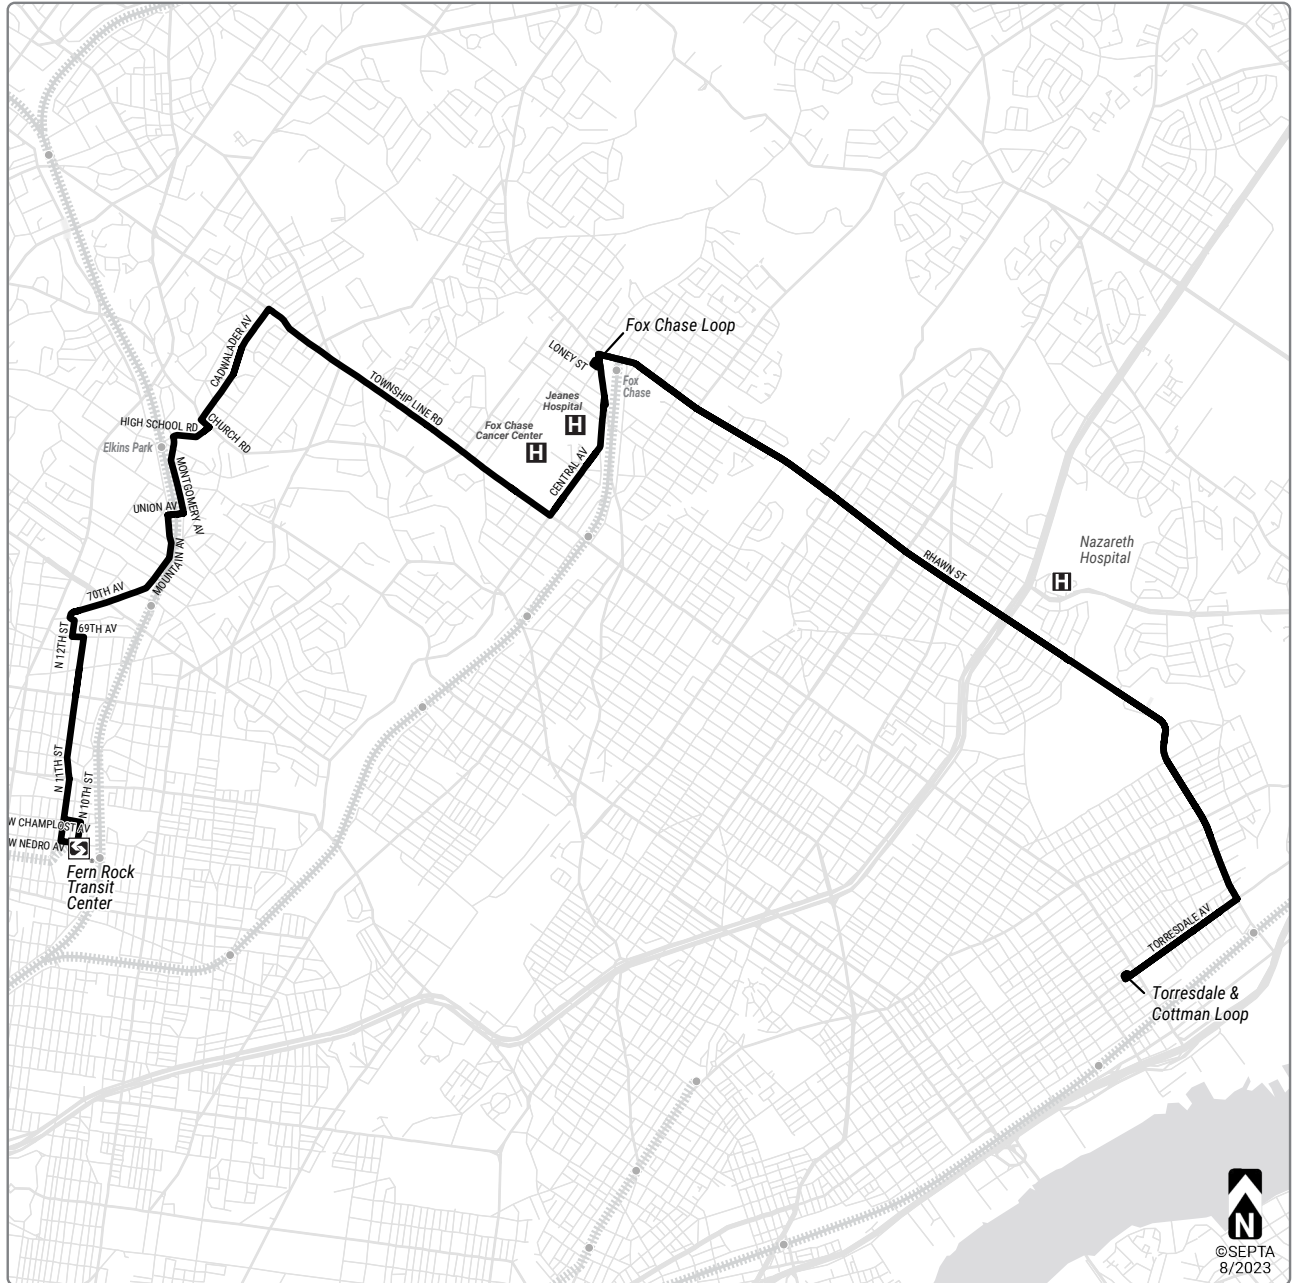 Fox Chase Loop
LONEY ST
Fox
Chase
CADWALADER AV
TOWNSHIP LINE RD
Jeanes
Hospital
H
Fox Chase
Cancer Center
H
HIGH SCHOOL RD
CHURCH RD
Elkins Park
CENTRAL AV
MONTGOMERY AV
UNION AV
MOUNTAIN AV
RHAWN ST
Nazareth
Hospital
H
70TH AV
69TH AV
N 12TH ST
N 11TH ST
N 10TH ST
W CHAMPLOST AV
W NEDRO AV
Fern Rock
Transit
Center
TORRESDALE AV
Torresdale &
Cottman Loop
N
©SEPTA
8/2023